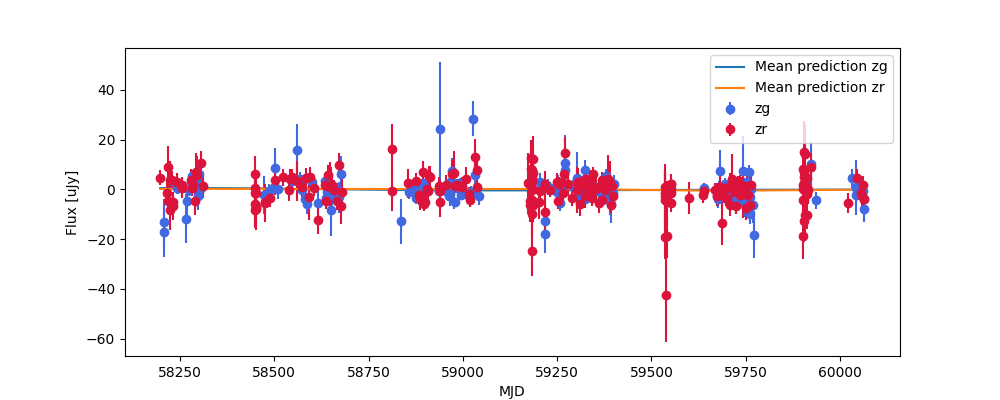 Mean prediction zg
Mean prediction zr
zg
zr
Flux [uJy]
40
20
0
−20
−40
−60
58250
58500
58750
59000
59250
59500
59750
60000
MJD